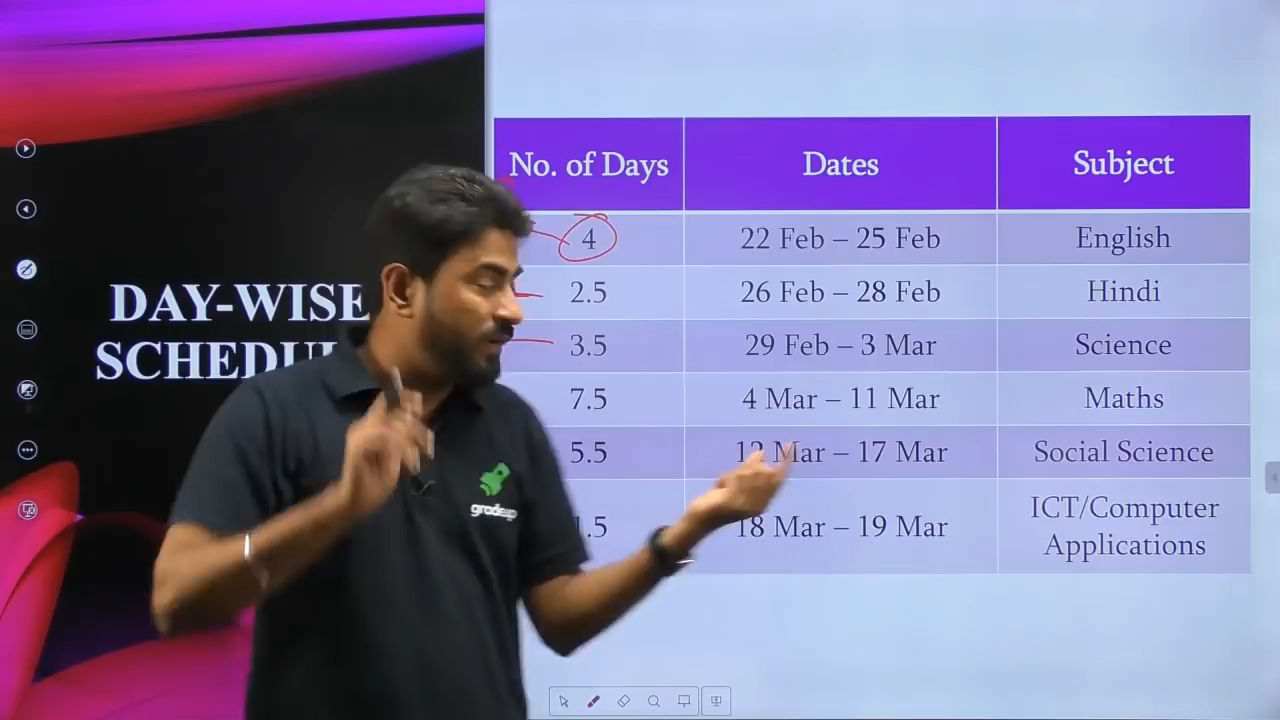 DAY-WISE
No. of Days Dates Subject
4 22 Feb – 25 Feb English
2.5 26 Feb – 28 Feb Hindi
3.5 29 Feb – 3 Mar Science
7.5 4 Mar – 11 Mar Maths
5.5 Mar – 17 Mar Social Science
18 Mar – 19 Mar ICT/Computer
Applications
gradeup